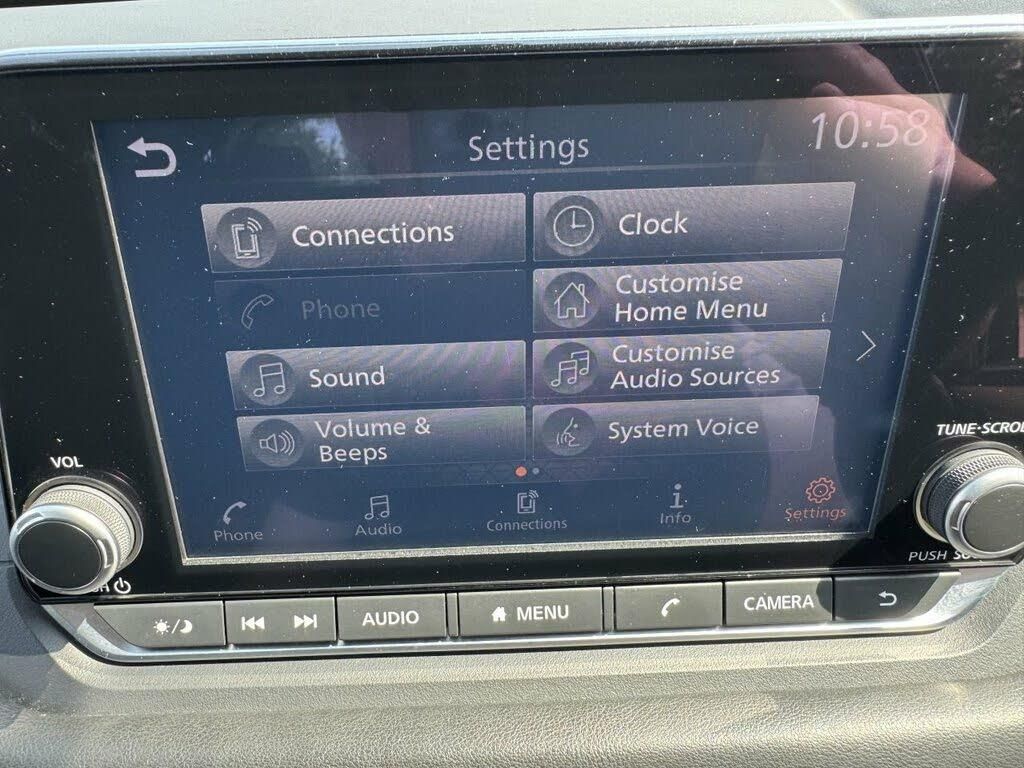 Settings
10:58
Connections
Clock
Phone
Customise
Home Menu
Sound
Customise
Audio Sources
Volume &
Beeps
System Voice
Phone
Audio
Connections
Info
Settings
VOL
TUNE·SCROLL
PUSH
AUDIO
MENU
CAMERA